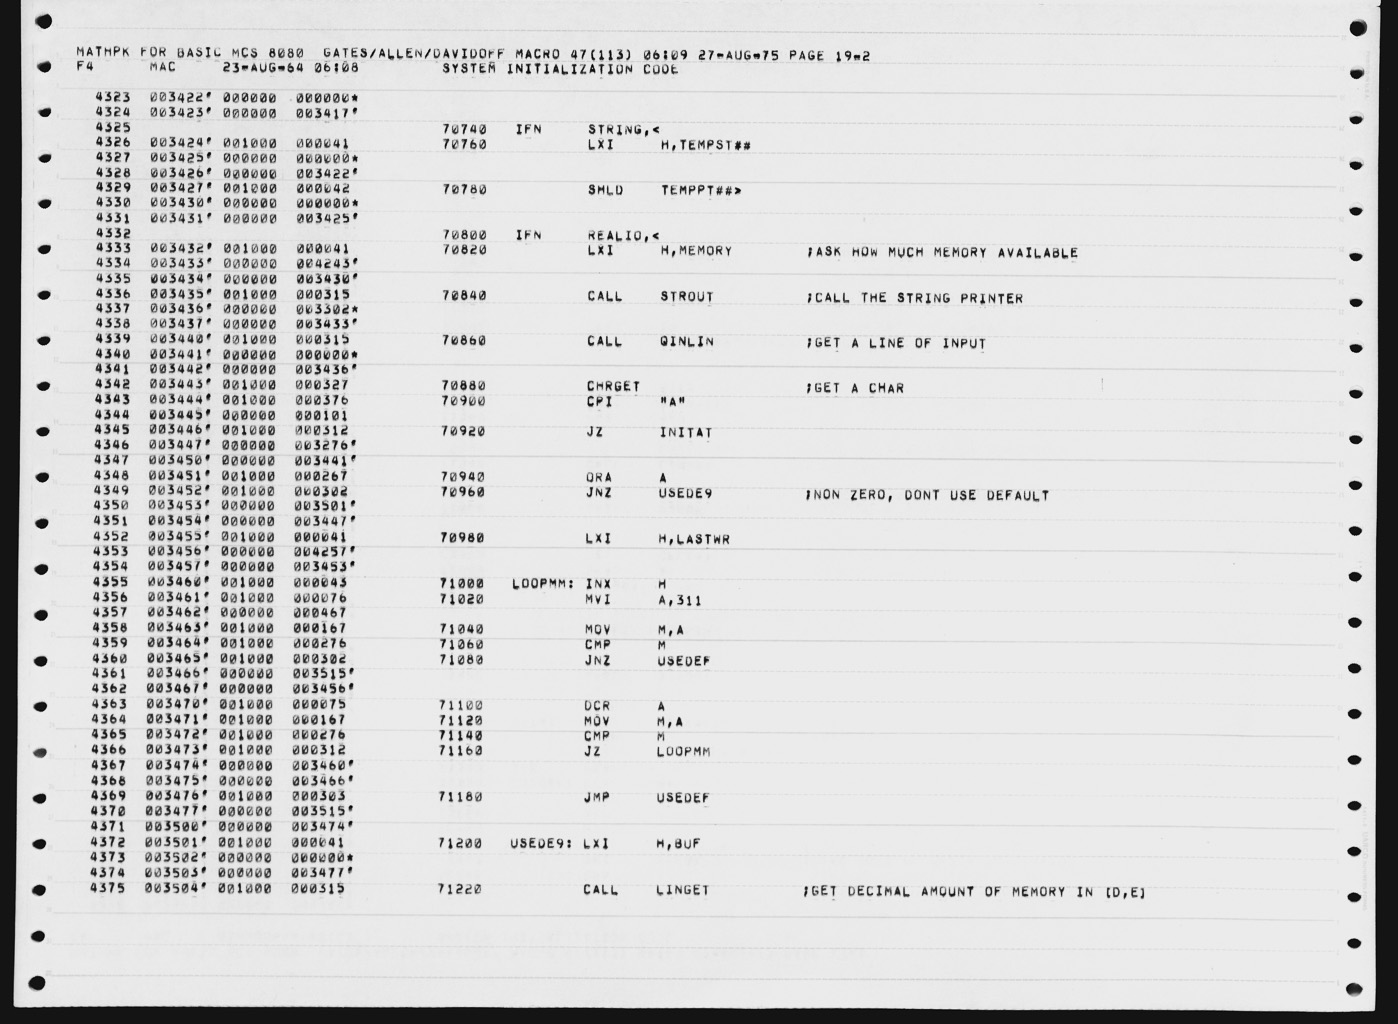 MATHPK FOR BASIC MCS 8080 GATES/ALLEN/DAVIDOFF MACRO 47(113) 06:09 27-AUG-75 PAGE 19-2
F4 MAC 23-AUG-64 06:08 SYSTEM INITIALIZATION CODE
4323 003422' 000000 000000*
4324 003423' 000000 003417'
4325 70740 IFN STRING,<
4326 003424' 001000 000041 70760 LXI H,TEMPST##
4327 003425' 000000 000000*
4328 003426' 000000 003422'
4329 003427' 001000 000042 70780 SHLD TEMPPT##>
4330 003430' 000000 000000*
4331 003431' 000000 003425'
4332 70800 IFN REALIO,<
4333 003432' 001000 000041 70820 LXI H,MEMORY ;ASK HOW MUCH MEMORY AVAILABLE
4334 003433' 000000 004243'
4335 003434' 000000 003430'
4336 003435' 001000 000315 70840 CALL STROUT ;CALL THE STRING PRINTER
4337 003436' 000000 003302*
4338 003437' 000000 003433'
4339 003440' 001000 000315 70860 CALL QINLIN ;GET A LINE OF INPUT
4340 003441' 000000 000000*
4341 003442' 000000 003436'
4342 003443' 001000 000327 70880 CHRGET ;GET A CHAR
4343 003444' 001000 000376 70900 CPI "A"
4344 003445' 000000 000101
4345 003446' 001000 000312 70920 JZ INITAT
4346 003447' 000000 003276'
4347 003450' 000000 003441'
4348 003451' 001000 000267 70940 ORA A
4349 003452' 001000 000302 70960 JNZ USEDE9 ;NON ZERO, DONT USE DEFAULT
4350 003453' 000000 003501'
4351 003454' 000000 003447'
4352 003455' 001000 000041 70980 LXI H,LASTWR
4353 003456' 000000 004257'
4354 003457' 000000 003453'
4355 003460' 001000 000043 71000 LOOPMM: INX H
4356 003461' 001000 000076 71020 MVI A,311
4357 003462' 000000 000467
4358 003463' 001000 000167 71040 MOV M,A
4359 003464' 001000 000276 71060 CMP M
4360 003465' 001000 000302 71080 JNZ USEDEF
4361 003466' 000000 003515'
4362 003467' 000000 003456'
4363 003470' 001000 000075 71100 DCR A
4364 003471' 001000 000167 71120 MOV M,A
4365 003472' 001000 000276 71140 CMP M
4366 003473' 001000 000312 71160 JZ LOOPMM
4367 003474' 000000 003460'
4368 003475' 000000 003466'
4369 003476' 001000 000303 71180 JMP USEDEF
4370 003477' 000000 003515'
4371 003500' 000000 003474'
4372 003501' 001000 000041 71200 USEDE9: LXI H,BUF
4373 003502' 000000 000000*
4374 003503' 000000 003477'
4375 003504' 001000 000315 71220 CALL LINGET ;GET DECIMAL AMOUNT OF MEMORY IN [D,E]